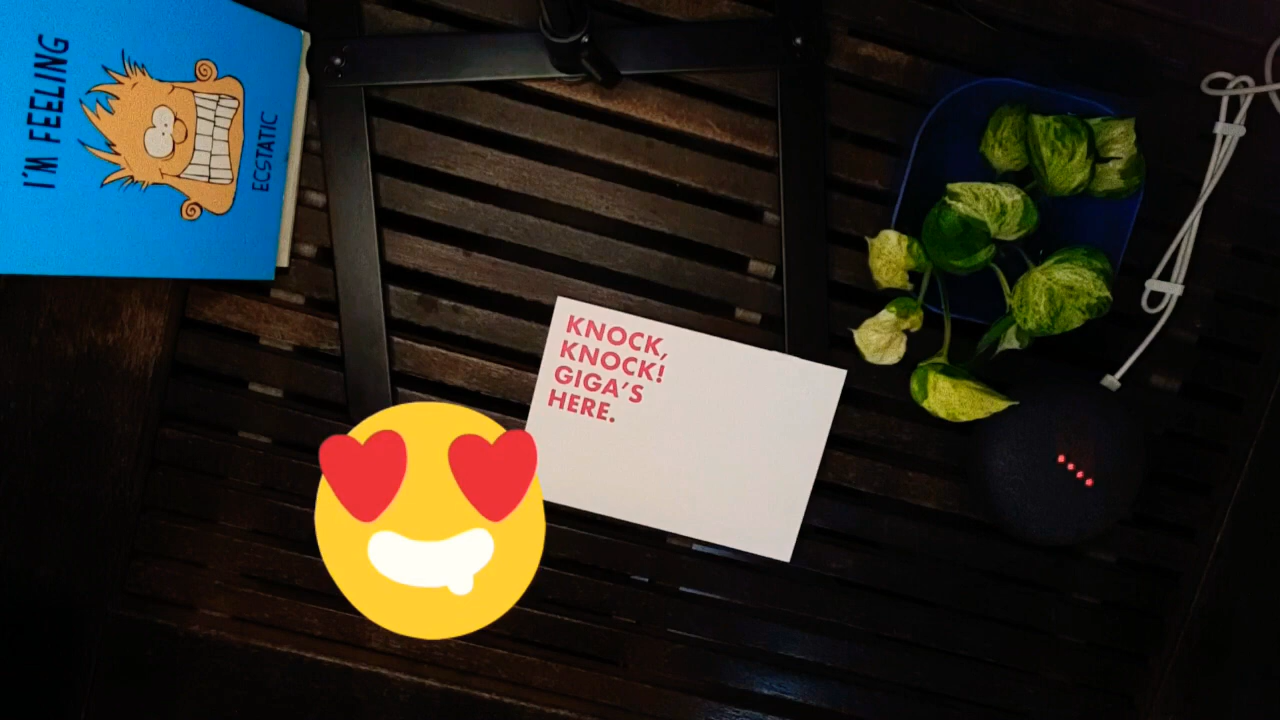 I'M FEELING
ECSTATIC
KNOCK,
KNOCK!
GIGA'S
HERE.